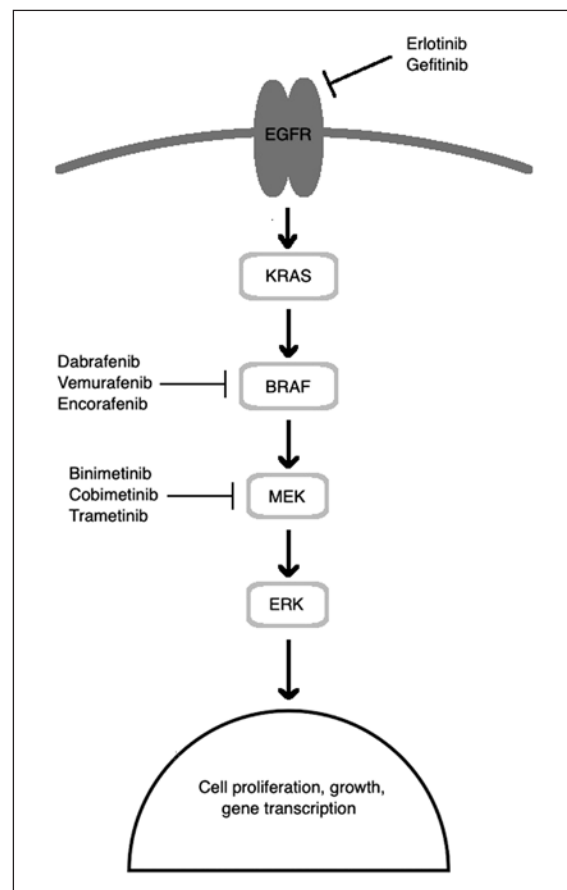 Erlotinib
Gefitinib
EGFR
KRAS
Dabrafenib
Vemurafenib
Encorafenib
BRAF
Binimetinib
Cobimetinib
Trametinib
MEK
ERK
Cell proliferation, growth,
gene transcription